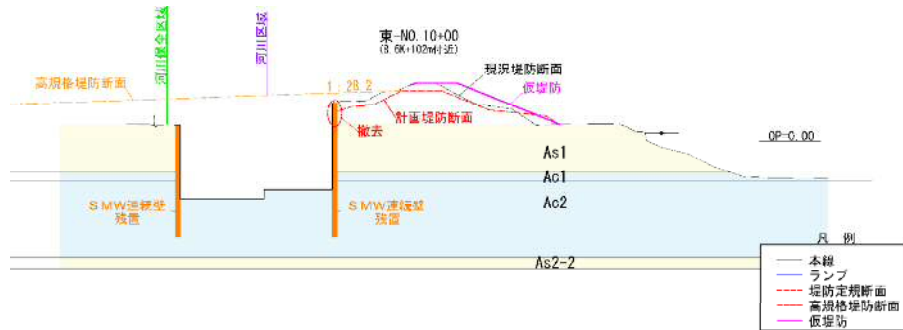 東-NO.10+00
(8.6K+102m付近)
河川保全区域
河川区域
高規格堤防断面
1:28.2
現況堤防断面
仮堤防
計画堤防断面
撤去
OP=0.00
As1
Ac1
Ac2
SMW連続壁
残置
SMW連続壁
残置
As2-2
凡 例
本線
ランプ
堤防定規断面
高規格堤防断面
仮堤防